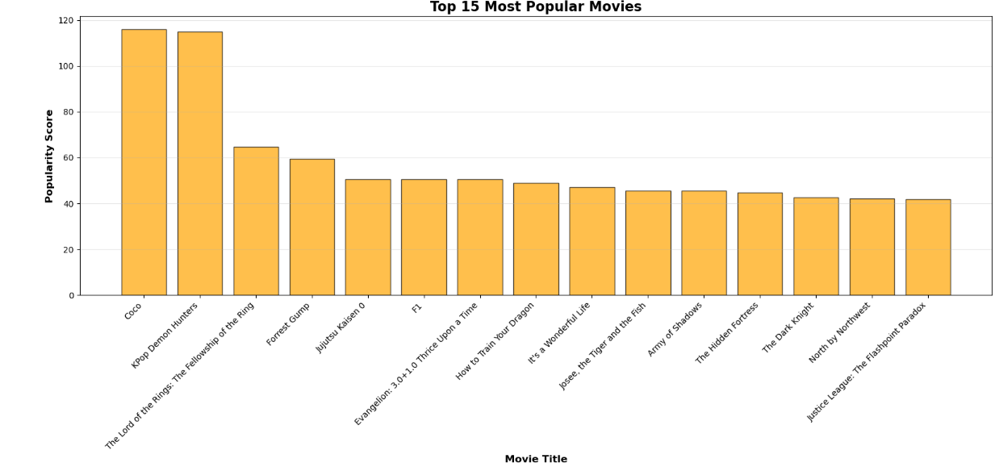 Top 15 Most Popular Movies
Popularity Score
120
100
80
60
40
20
0
Coco
KPop Demon Hunters
The Lord of the Rings: The Fellowship of the Ring
Forrest Gump
Jujutsu Kaisen 0
F1
Evangelion: 3.0+1.0 Thrice Upon a Time
How to Train Your Dragon
It's a Wonderful Life
Josee, the Tiger and the Fish
Army of Shadows
The Hidden Fortress
The Dark Knight
North by Northwest
Justice League: The Flashpoint Paradox
Movie Title